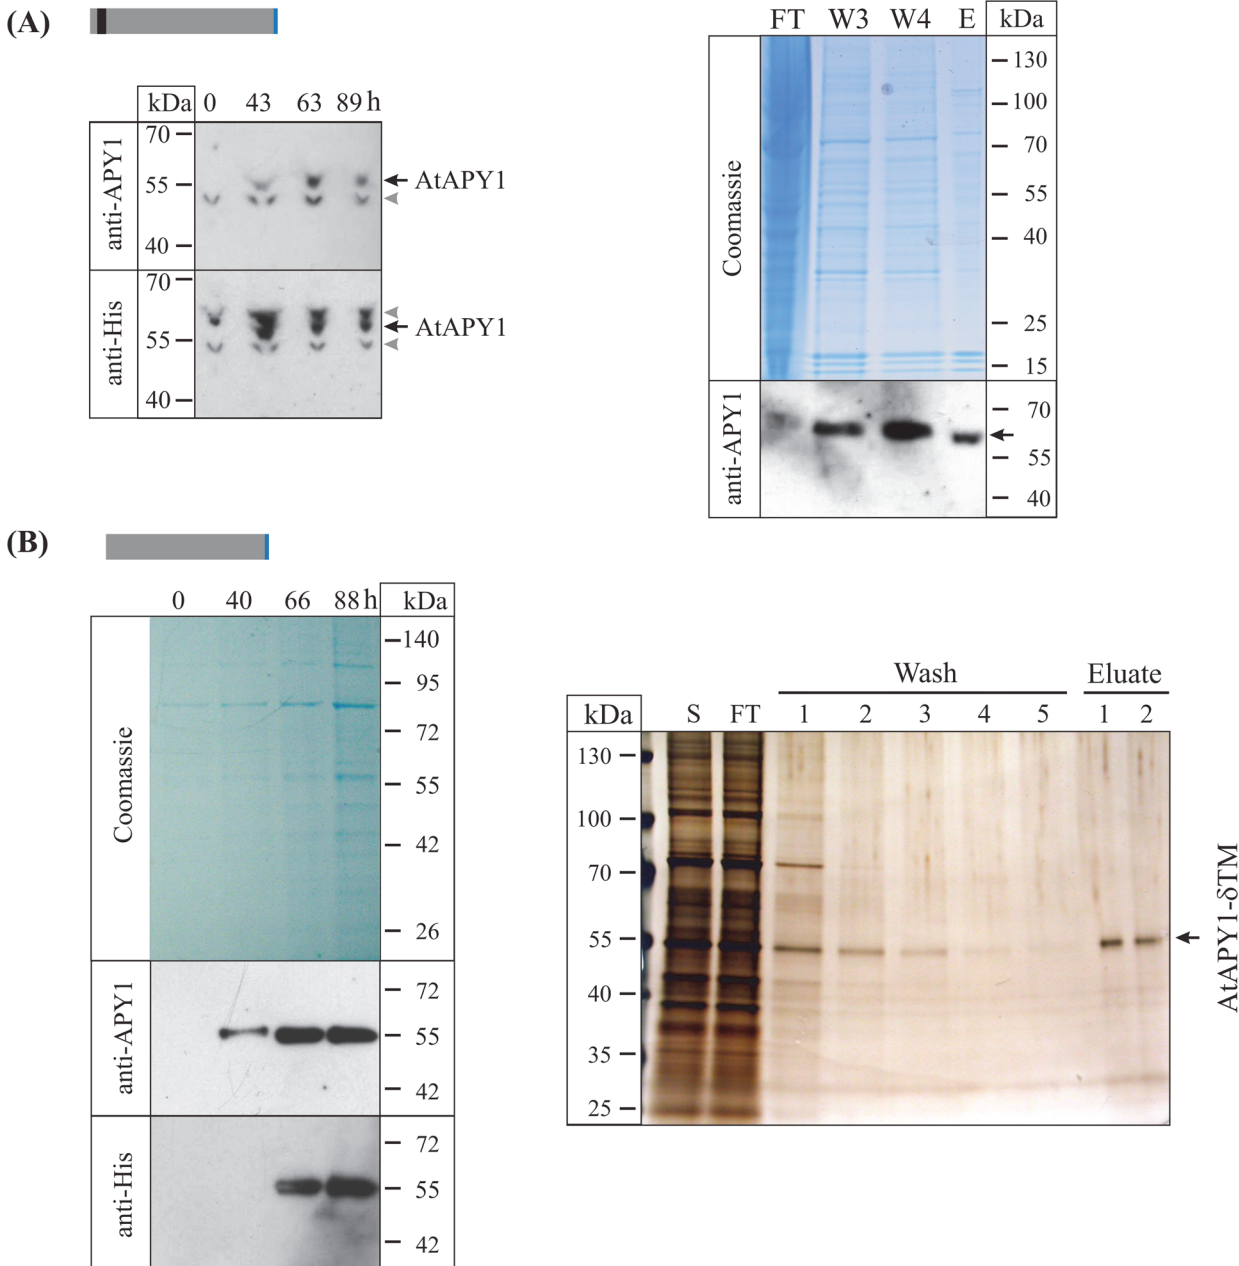 (A)
kDa 0 43 63 89 h
anti-APY1
70
55
40
AtAPY1
anti-His
70
55
40
AtAPY1
FT W3 W4 E kDa
Coomassie
130
100
70
55
40
25
15
anti-APY1
70
55
40
(B)
0 40 66 88 h kDa
Coomassie
140
95
72
55
42
26
anti-APY1
72
55
42
anti-His
72
55
42
Wash Eluate
kDa S FT 1 2 3 4 5 1 2
130
100
70
55
40
35
25
AtAPY1-δTM